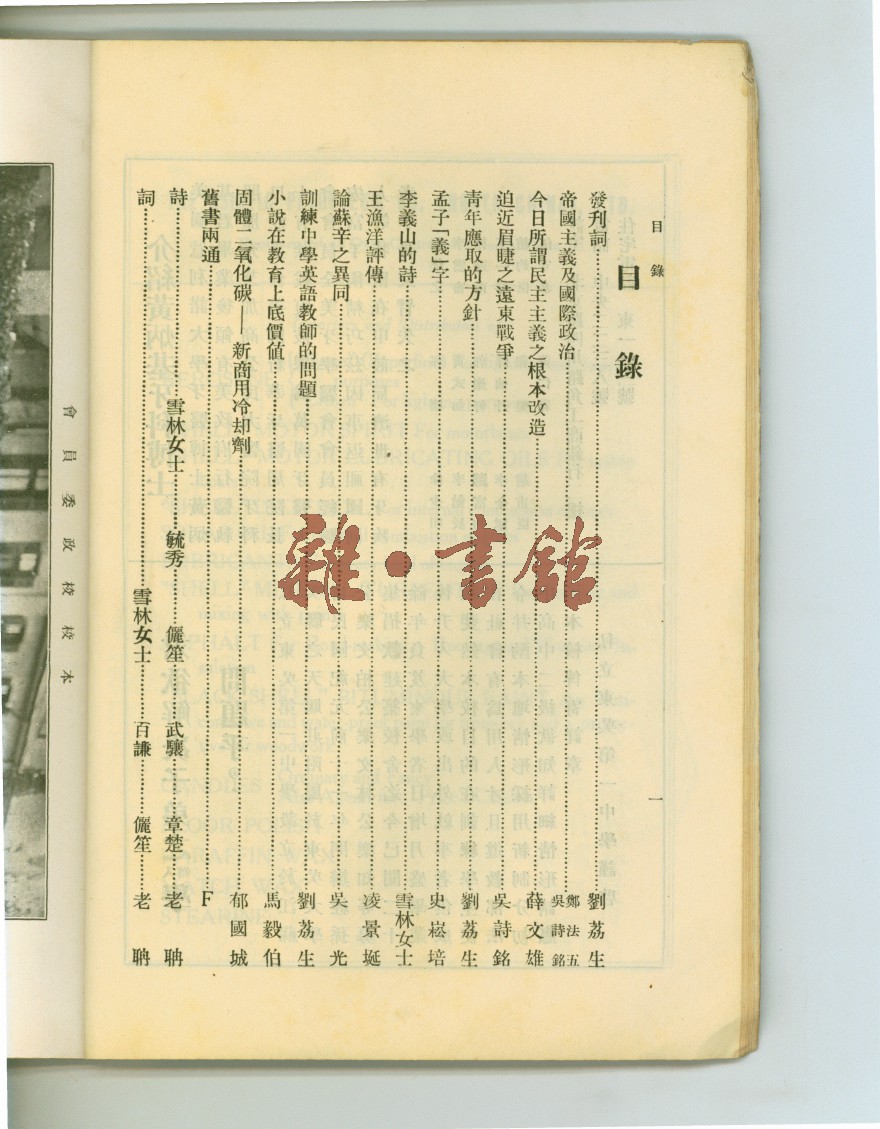 目錄
一
目錄
發刊詞……劉荔生
帝國主義及國際政治……鄭法五 吳詩銘
今日所謂民主主義之根本改造……薛文雄
迫近眉睫之遠東戰爭……吳詩銘
靑年應取的方針……劉荔生
孟子「義」字……史崧培
李義山的詩……雪林女士
王漁洋評傳……凌景埏
論蘇辛之異同……吳光
訓練中學英語教師的問題……劉荔生
小說在教育上底價値……馬毅伯
固體二氧化碳——新商用冷却劑……郁國城
舊書兩通……F
詩……雪林女士……毓秀……儷笙……武驤……章楚……老聃
詞……雪林女士……百謙……儷笙……老聃
會員委政校校本
雜·書館